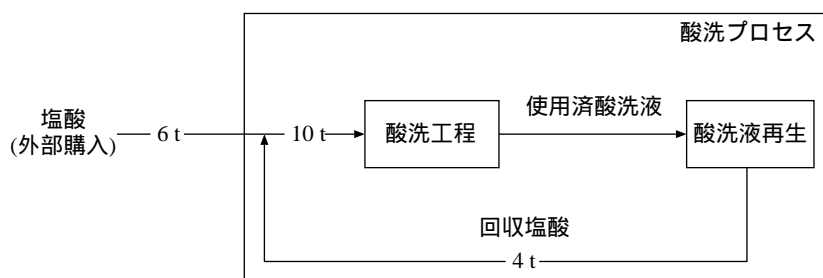 酸洗プロセス
塩酸
(外部購入)
6 t
10 t
酸洗工程
使用済酸洗液
酸洗液再生
回収塩酸
4 t